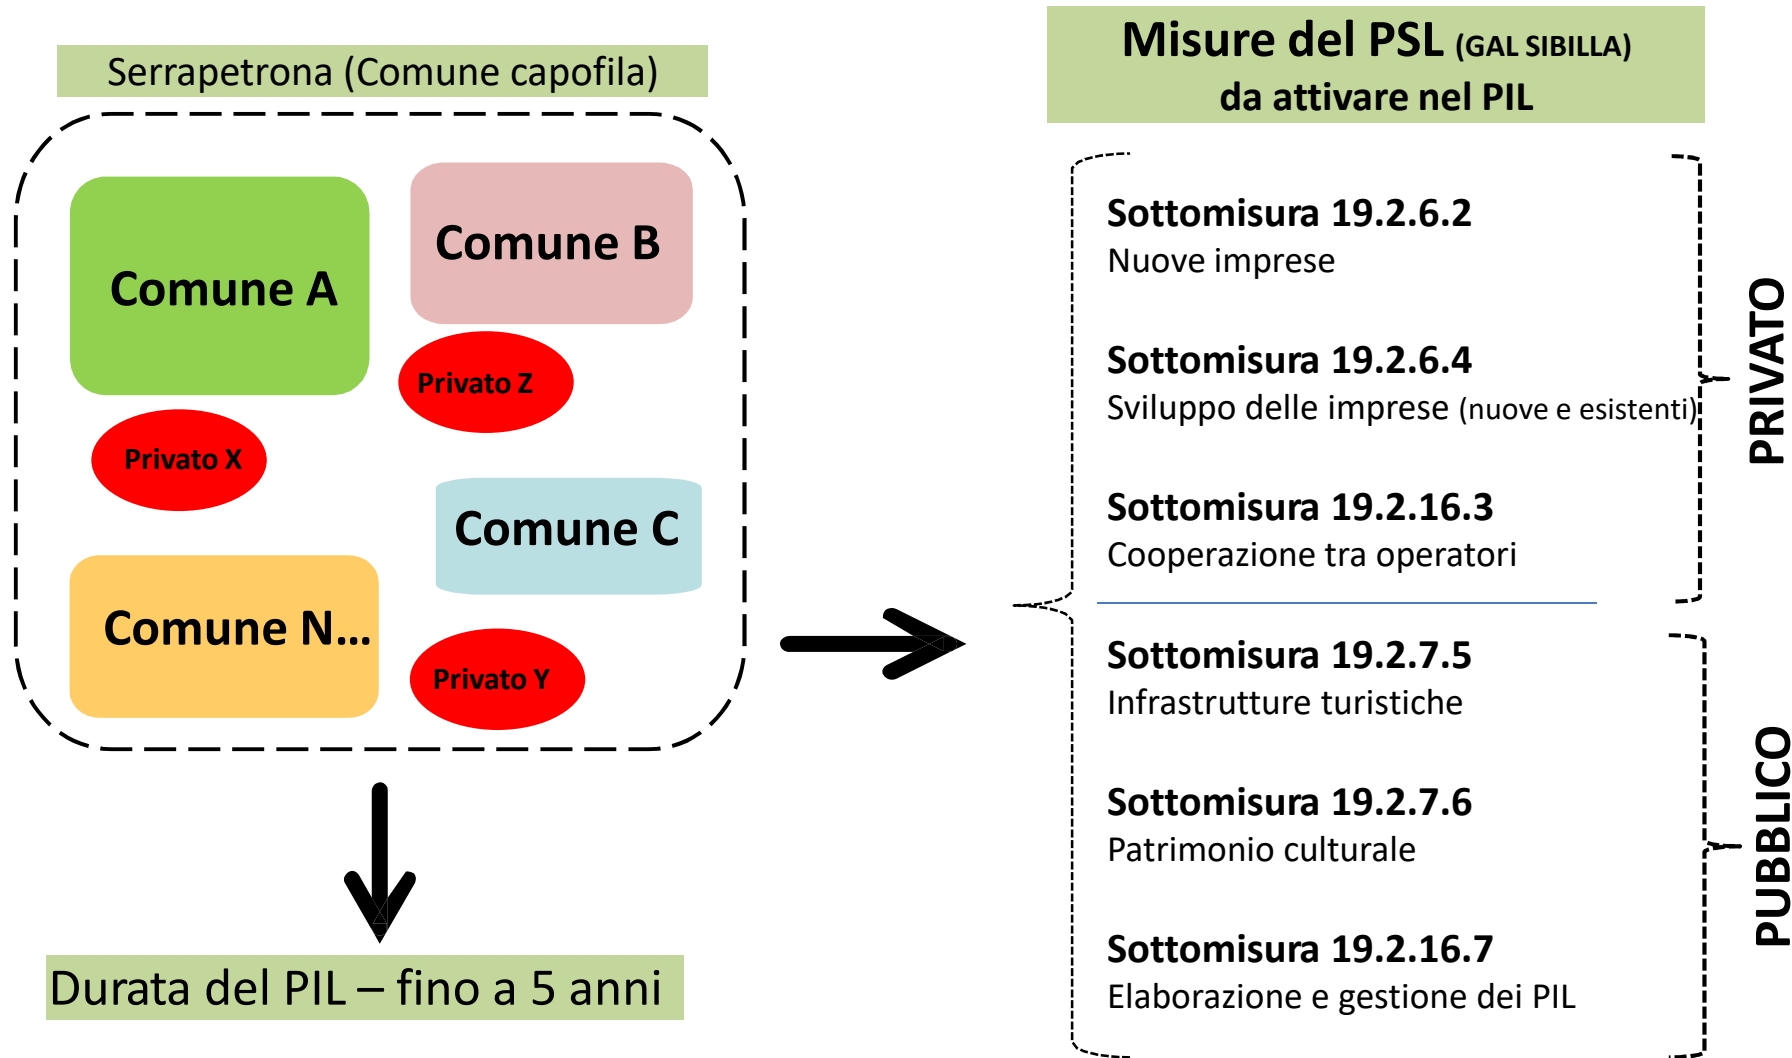 Serrapetrona (Comune capofila)
Comune A
Comune B
Privato Z
Privato X
Comune C
Comune N...
Privato Y
Durata del PIL – fino a 5 anni
Misure del PSL (GAL SIBILLA)
da attivare nel PIL
Sottomisura 19.2.6.2
Nuove imprese
Sottomisura 19.2.6.4
Sviluppo delle imprese (nuove e esistenti)
Sottomisura 19.2.16.3
Cooperazione tra operatori
PRIVATO
Sottomisura 19.2.7.5
Infrastrutture turistiche
Sottomisura 19.2.7.6
Patrimonio culturale
Sottomisura 19.2.16.7
Elaborazione e gestione dei PIL
PUBBLICO